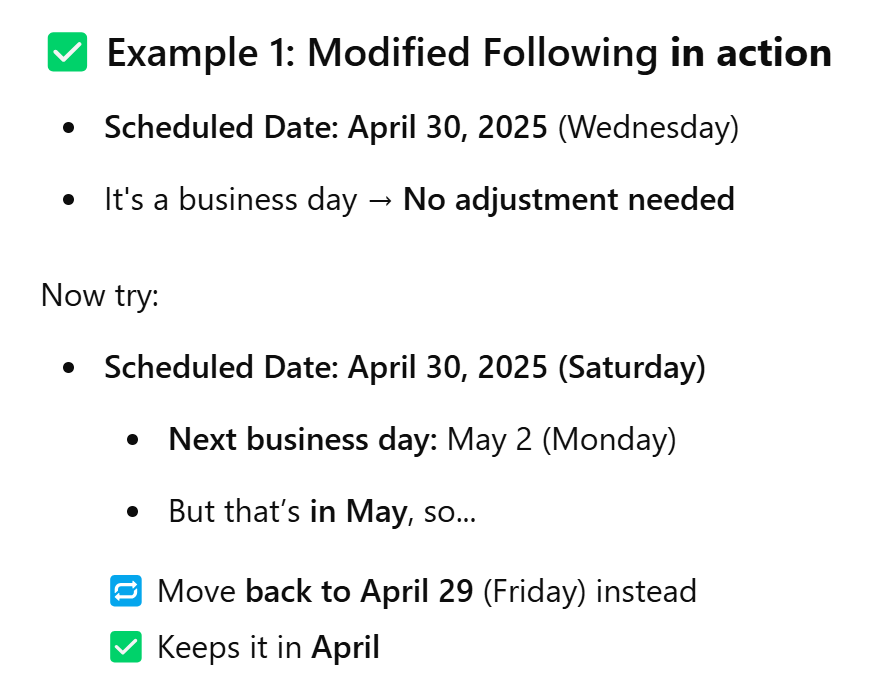 ✅ Example 1: Modified Following in action
• Scheduled Date: April 30, 2025 (Wednesday)
• It's a business day → No adjustment needed
Now try:
• Scheduled Date: April 30, 2025 (Saturday)
• Next business day: May 2 (Monday)
• But that’s in May, so...
🔁 Move back to April 29 (Friday) instead
✅ Keeps it in April